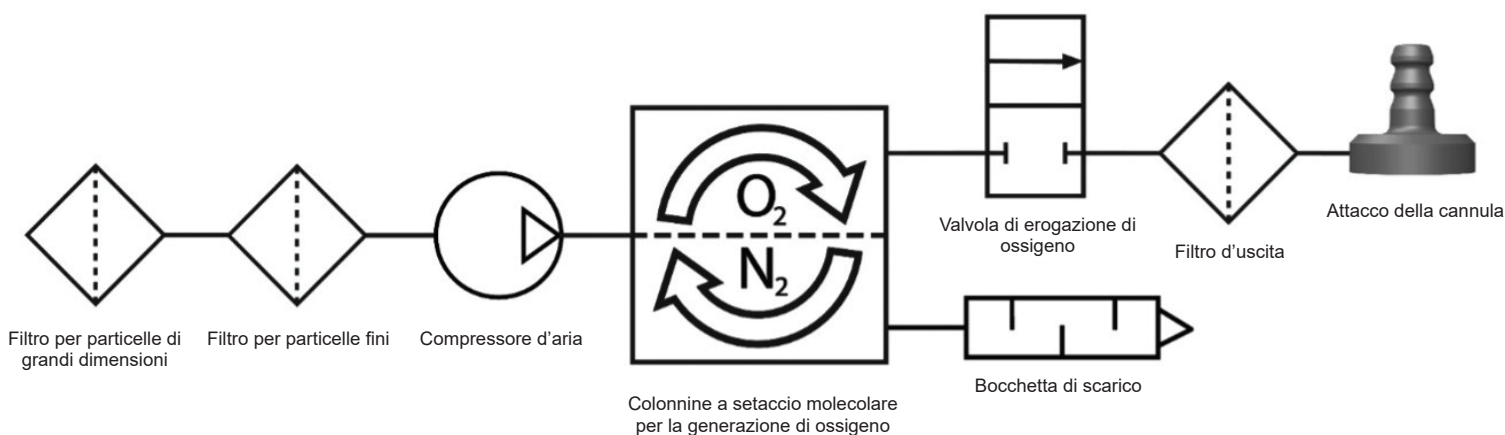 O2
N2
Filtro per particelle di
grandi dimensioni
Filtro per particelle fini
Compressore d’aria
Colonnine a setaccio molecolare
per la generazione di ossigeno
Valvola di erogazione di
ossigeno
Filtro d’uscita
Attacco della cannula
Bocchetta di scarico